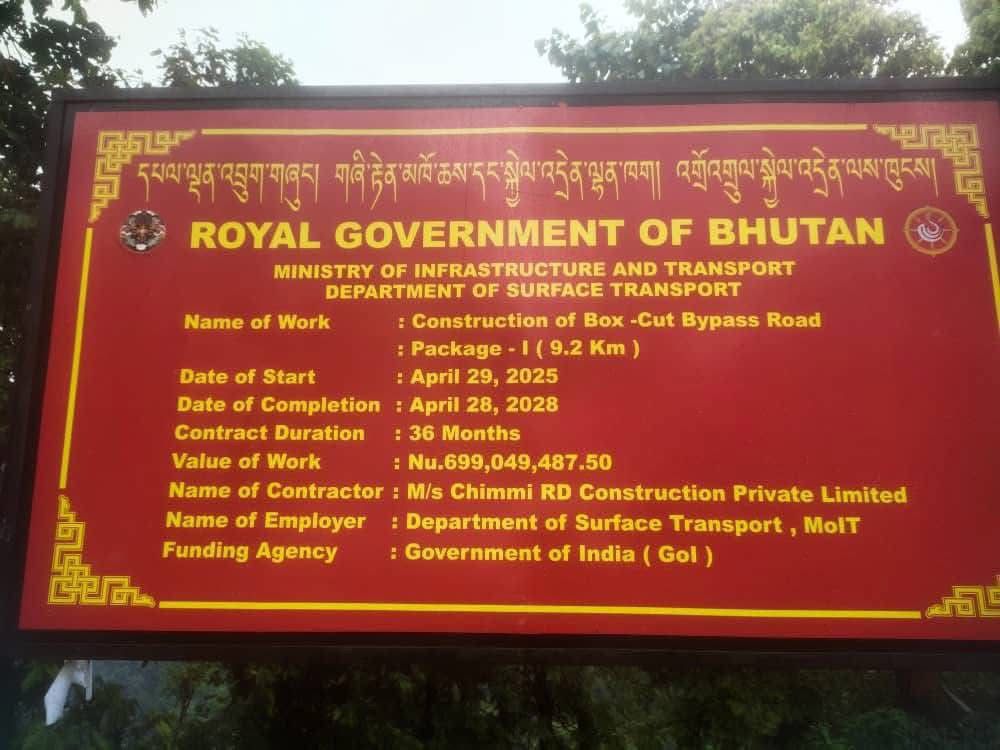 དཔལ་ལྡན་འབྲུག་གཞུང། གཞི་རྟེན་མཁོ་ཆས་དང་སྐྱེལ་འདྲེན་ལྷན་ཁག། འགྲོ་འགྲུལ་སྐྱེལ་འདྲེན་ལས་ཁུངས།
ROYAL GOVERNMENT OF BHUTAN
MINISTRY OF INFRASTRUCTURE AND TRANSPORT
DEPARTMENT OF SURFACE TRANSPORT
Name of Work : Construction of Box -Cut Bypass Road
: Package - I ( 9.2 Km )
Date of Start : April 29, 2025
Date of Completion : April 28, 2028
Contract Duration : 36 Months
Value of Work : Nu.699,049,487.50
Name of Contractor : M/s Chimmi RD Construction Private Limited
Name of Employer : Department of Surface Transport , MoIT
Funding Agency : Government of India ( GoI )